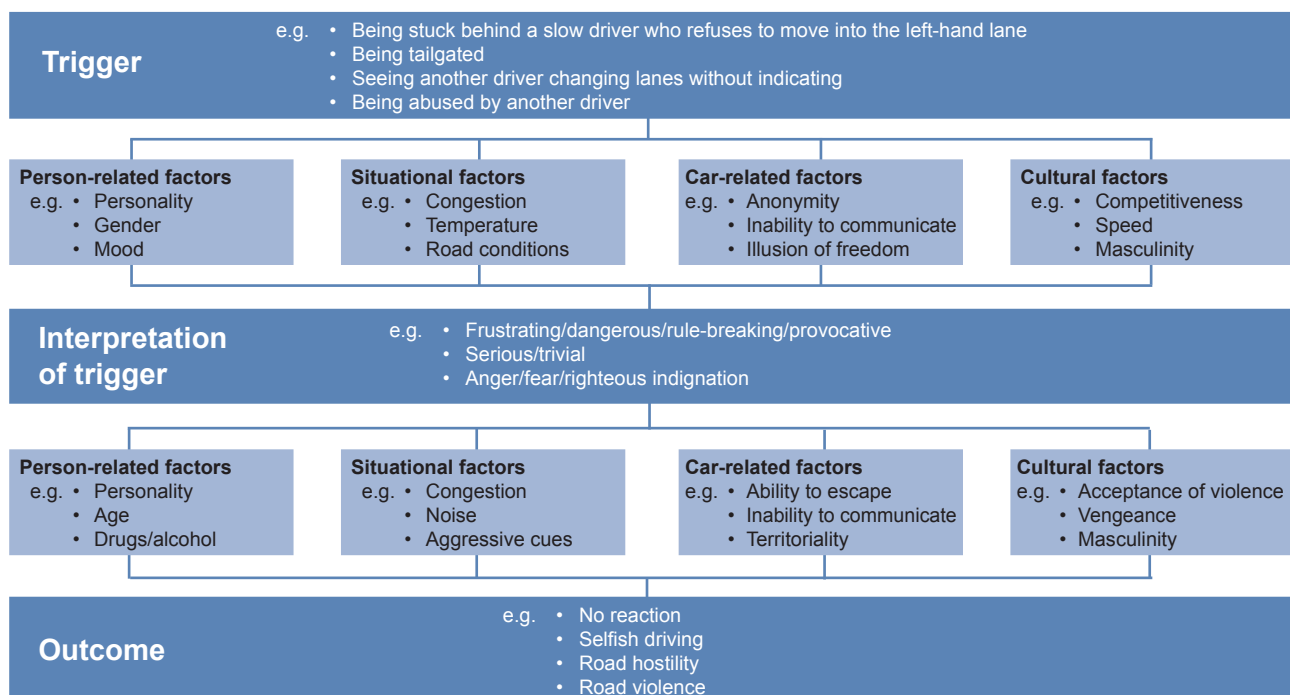 Trigger
e.g. • Being stuck behind a slow driver who refuses to move into the left-hand lane
• Being tailgated
• Seeing another driver changing lanes without indicating
• Being abused by another driver
Person-related factors
e.g. • Personality
• Gender
• Mood
Situational factors
e.g. • Congestion
• Temperature
• Road conditions
Car-related factors
e.g. • Anonymity
• Inability to communicate
• Illusion of freedom
Cultural factors
e.g. • Competitiveness
• Speed
• Masculinity
Interpretation
of trigger
e.g. • Frustrating/dangerous/rule-breaking/provocative
• Serious/trivial
• Anger/fear/righteous indignation
Person-related factors
e.g. • Personality
• Age
• Drugs/alcohol
Situational factors
e.g. • Congestion
• Noise
• Aggressive cues
Car-related factors
e.g. • Ability to escape
• Inability to communicate
• Territoriality
Cultural factors
e.g. • Acceptance of violence
• Vengeance
• Masculinity
Outcome
e.g. • No reaction
• Selfish driving
• Road hostility
• Road violence